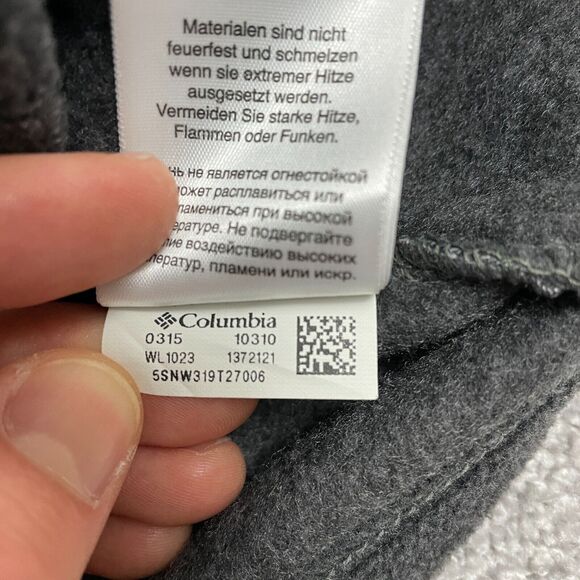 Materialen sind nicht
feuerfest und schmelzen
wenn sie extremer Hitze
ausgesetzt werden.
Vermeiden Sie starke Hitze,
Flammen oder Funken.
не является огнестойкой
может расплавиться или
при высокой
Не подвергайте
воздействию высоких
пламени или искр.
Columbia
0315 10310
WL1023 1372121
5SNW319T27006